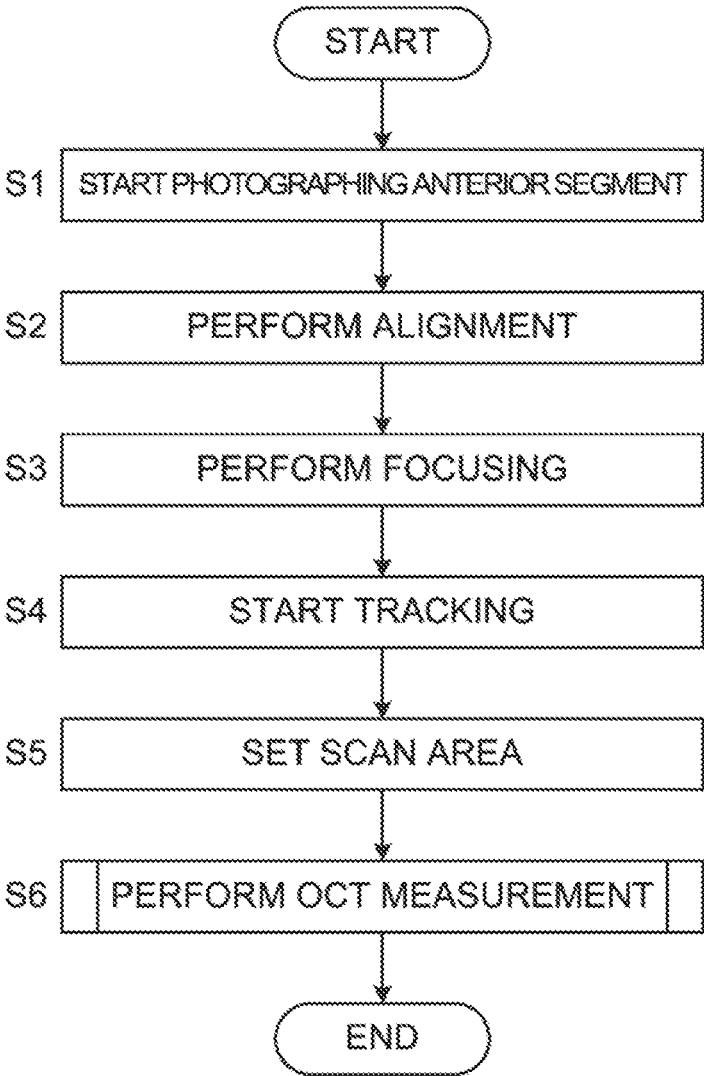 START
S1 START PHOTOGRAPHING ANTERIOR SEGMENT
S2 PERFORM ALIGNMENT
S3 PERFORM FOCUSING
S4 START TRACKING
S5 SET SCAN AREA
S6 PERFORM OCT MEASUREMENT
END